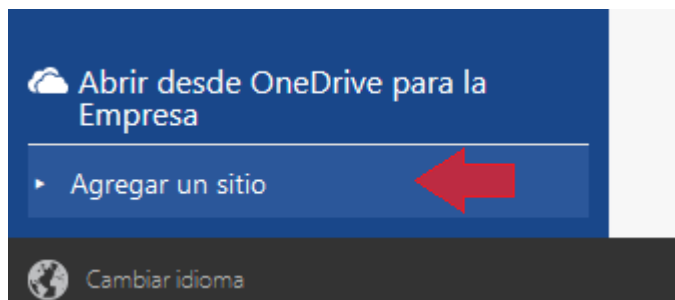 Abrir desde OneDrive para la
Empresa
Agregar un sitio
Cambiar idioma